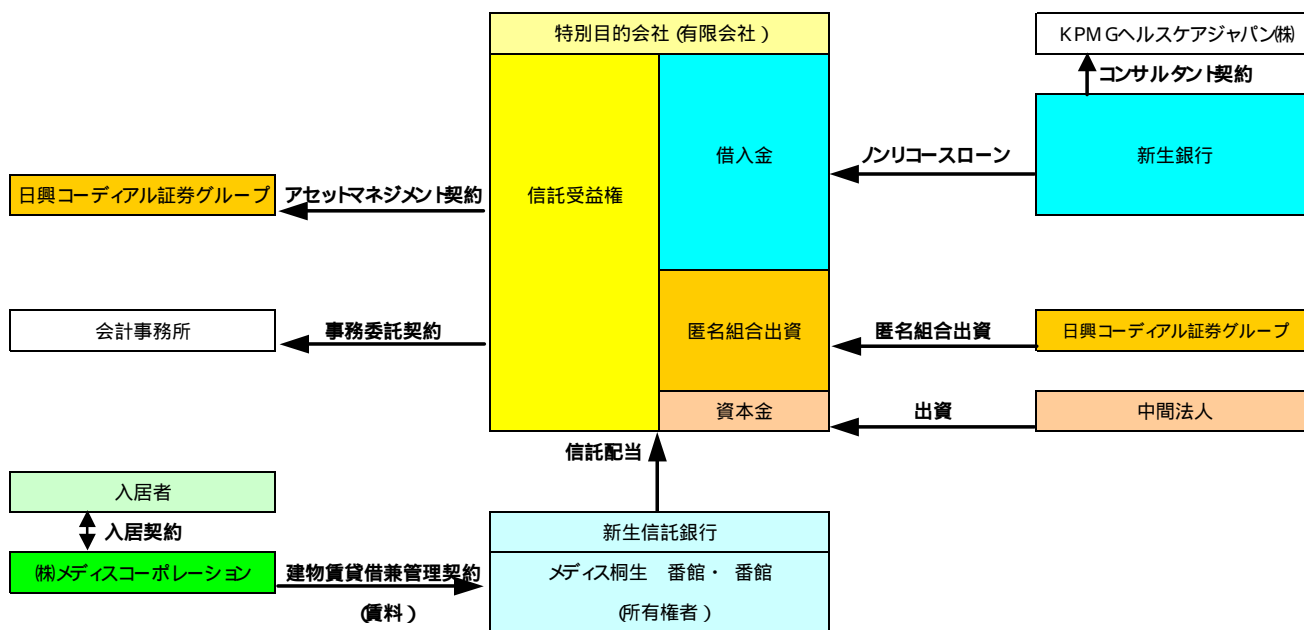 特別目的会社(有限会社)
KPMGヘルスケアジャパン㈱
コンサルタント契約
借入金
ノンリコースローン
新生銀行
日興コーディアル証券グループ
アセットマネジメント契約
信託受益権
会計事務所
事務委託契約
匿名組合出資
匿名組合出資
日興コーディアル証券グループ
資本金
出資
中間法人
信託配当
入居者
入居契約
新生信託銀行
㈱メディスコーポレーション
建物賃貸借兼管理契約
(賃料)
メディス桐生 番館・ 番館
(所有権者)